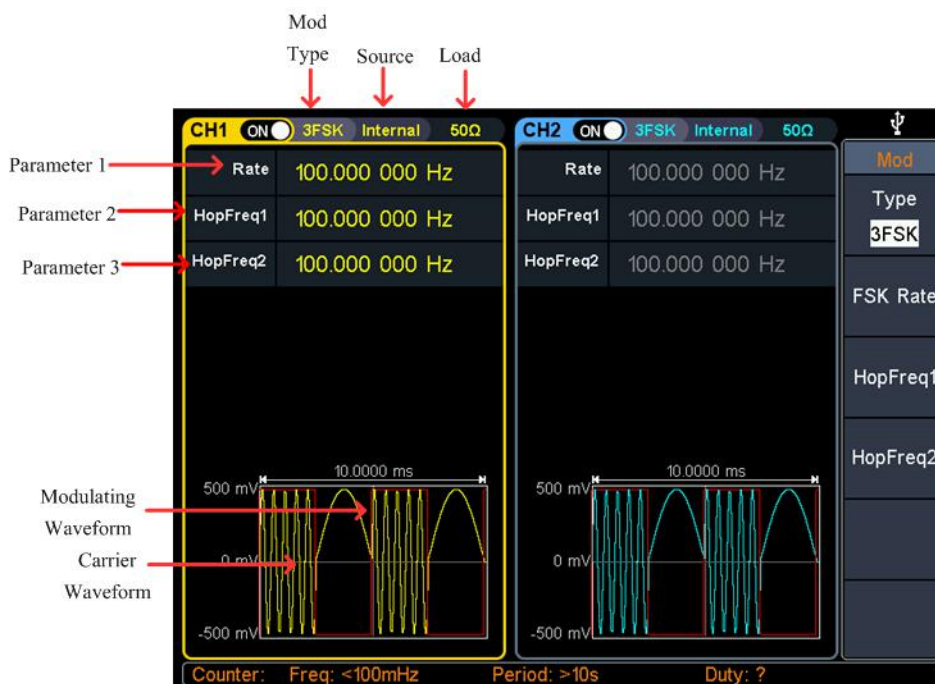 Mod
Type
Source
Load
CH1 ON 3FSK Internal 50Ω
CH2 ON 3FSK Internal 50Ω
Mod
Parameter 1
Rate 100.000 000 Hz
Rate 100.000 000 Hz
Type
3FSK
Parameter 2
HopFreq1 100.000 000 Hz
HopFreq1 100.000 000 Hz
Parameter 3
HopFreq2 100.000 000 Hz
HopFreq2 100.000 000 Hz
FSK Rate
HopFreq1
HopFreq2
10.0000 ms
10.0000 ms
500 mV
500 mV
Modulating
Waveform
Carrier
Waveform
0 mV
0 mV
-500 mV
-500 mV
Counter: Freq: <100mHz Period: >10s Duty: ?